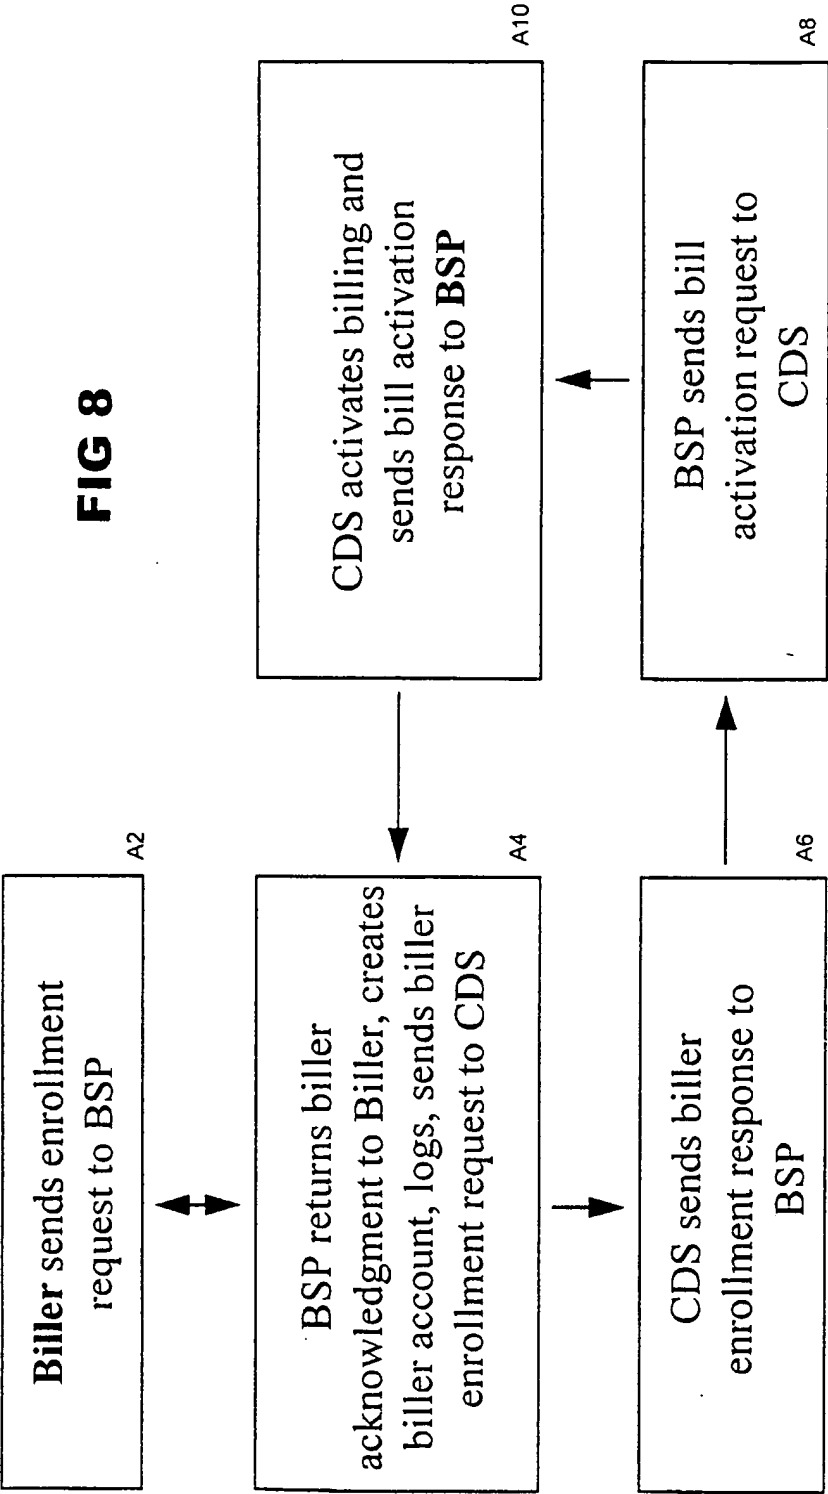 FIG 8
Biller sends enrollment
request to BSP
A2
BSP returns biller
acknowledgment to Biller, creates
biller account, logs, sends biller
enrollment request to CDS
A4
CDS sends biller
enrollment response to
BSP
A6
BSP sends bill
activation request to
CDS
A8
CDS activates billing and
sends bill activation
response to BSP
A10